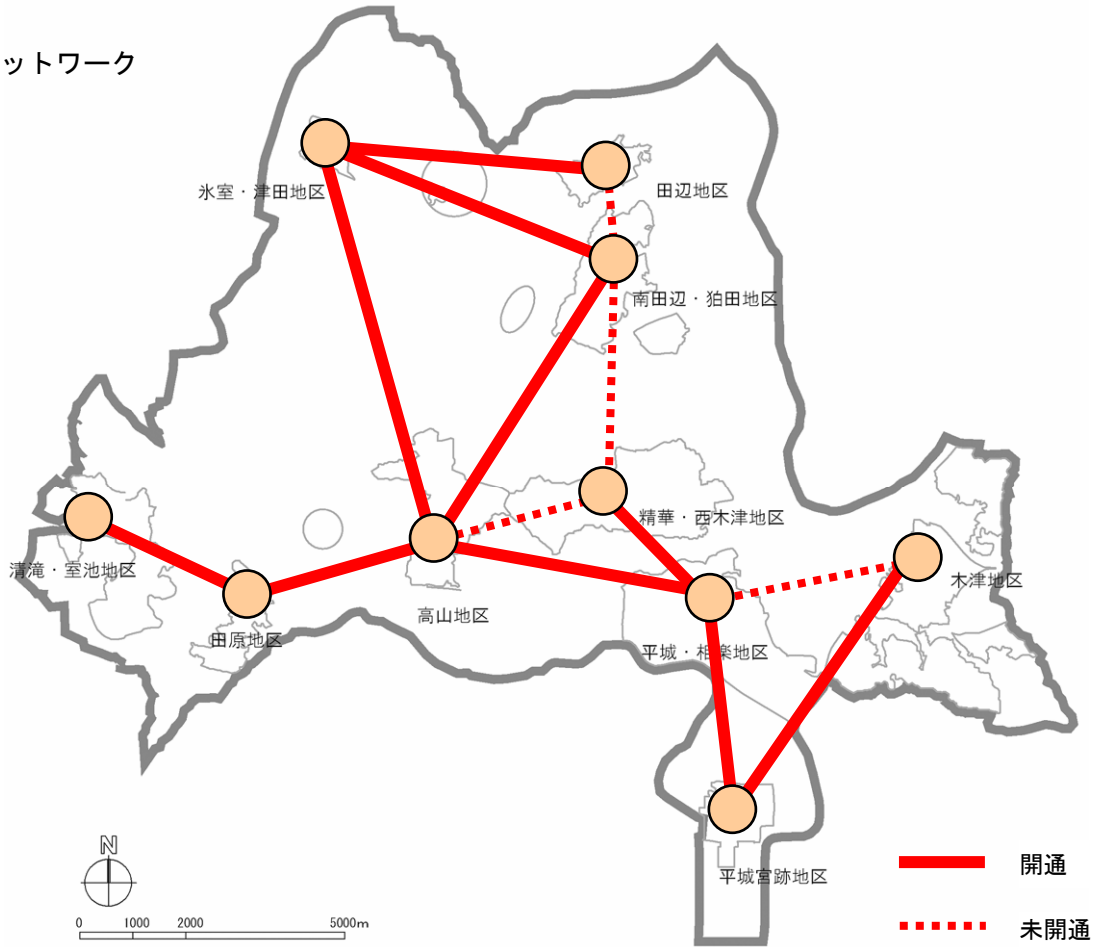 ットワーク
氷室・津田地区
田辺地区
南田辺・狛田地区
精華・西木津地区
清滝・室池地区
木津地区
高山地区
田原地区
平城・相楽地区
N
平城宮跡地区
開通
0 1000 2000 5000m
未開通